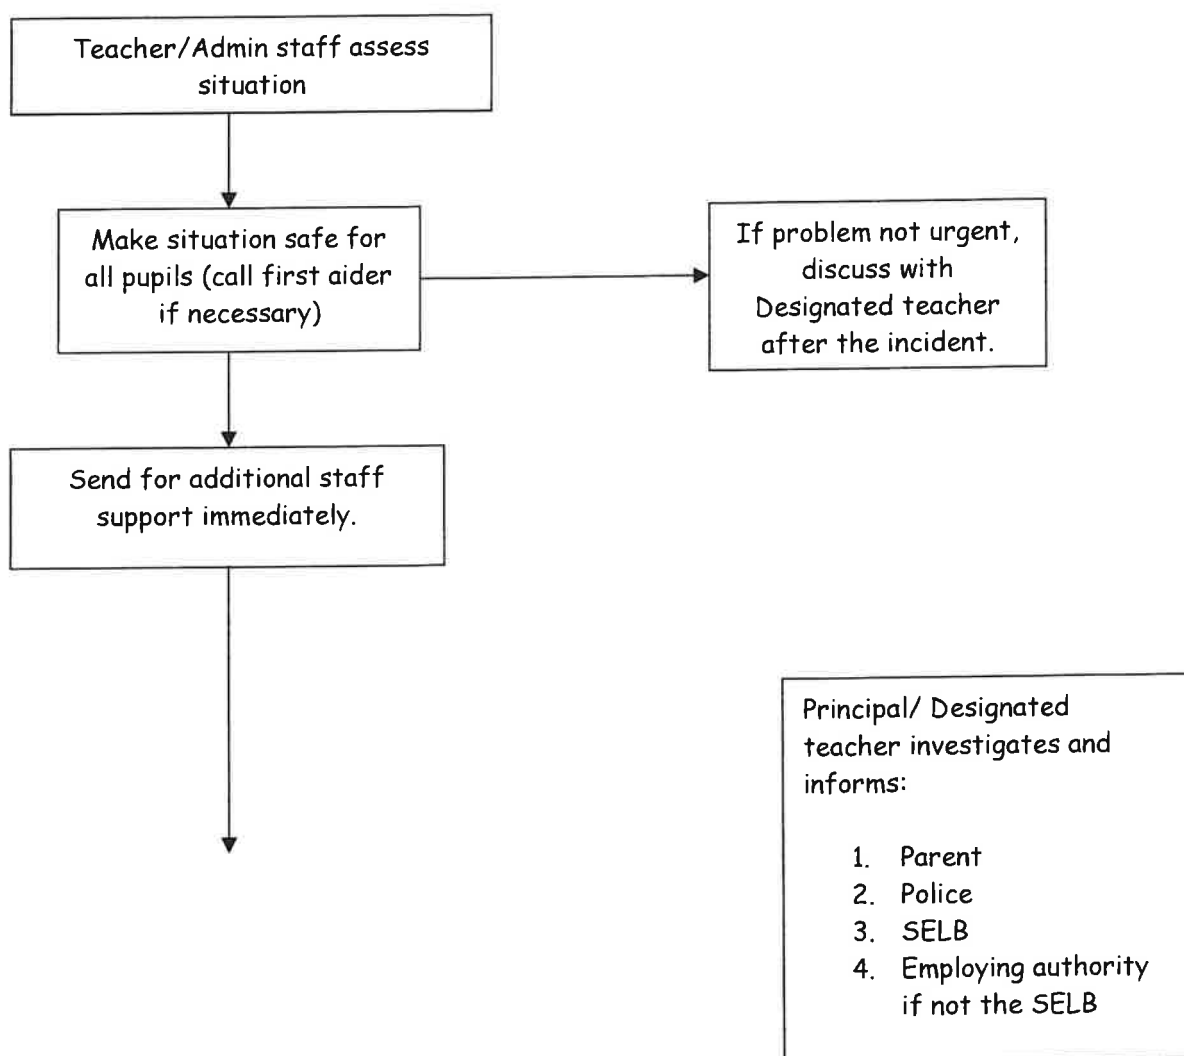 Teacher/Admin staff assess
situation
Make situation safe for
all pupils (call first aider
if necessary)
If problem not urgent,
discuss with
Designated teacher
after the incident.
Send for additional staff
support immediately.
Principal/ Designated
teacher investigates and
informs:
1. Parent
2. Police
3. SELB
4. Employing authority
if not the SELB